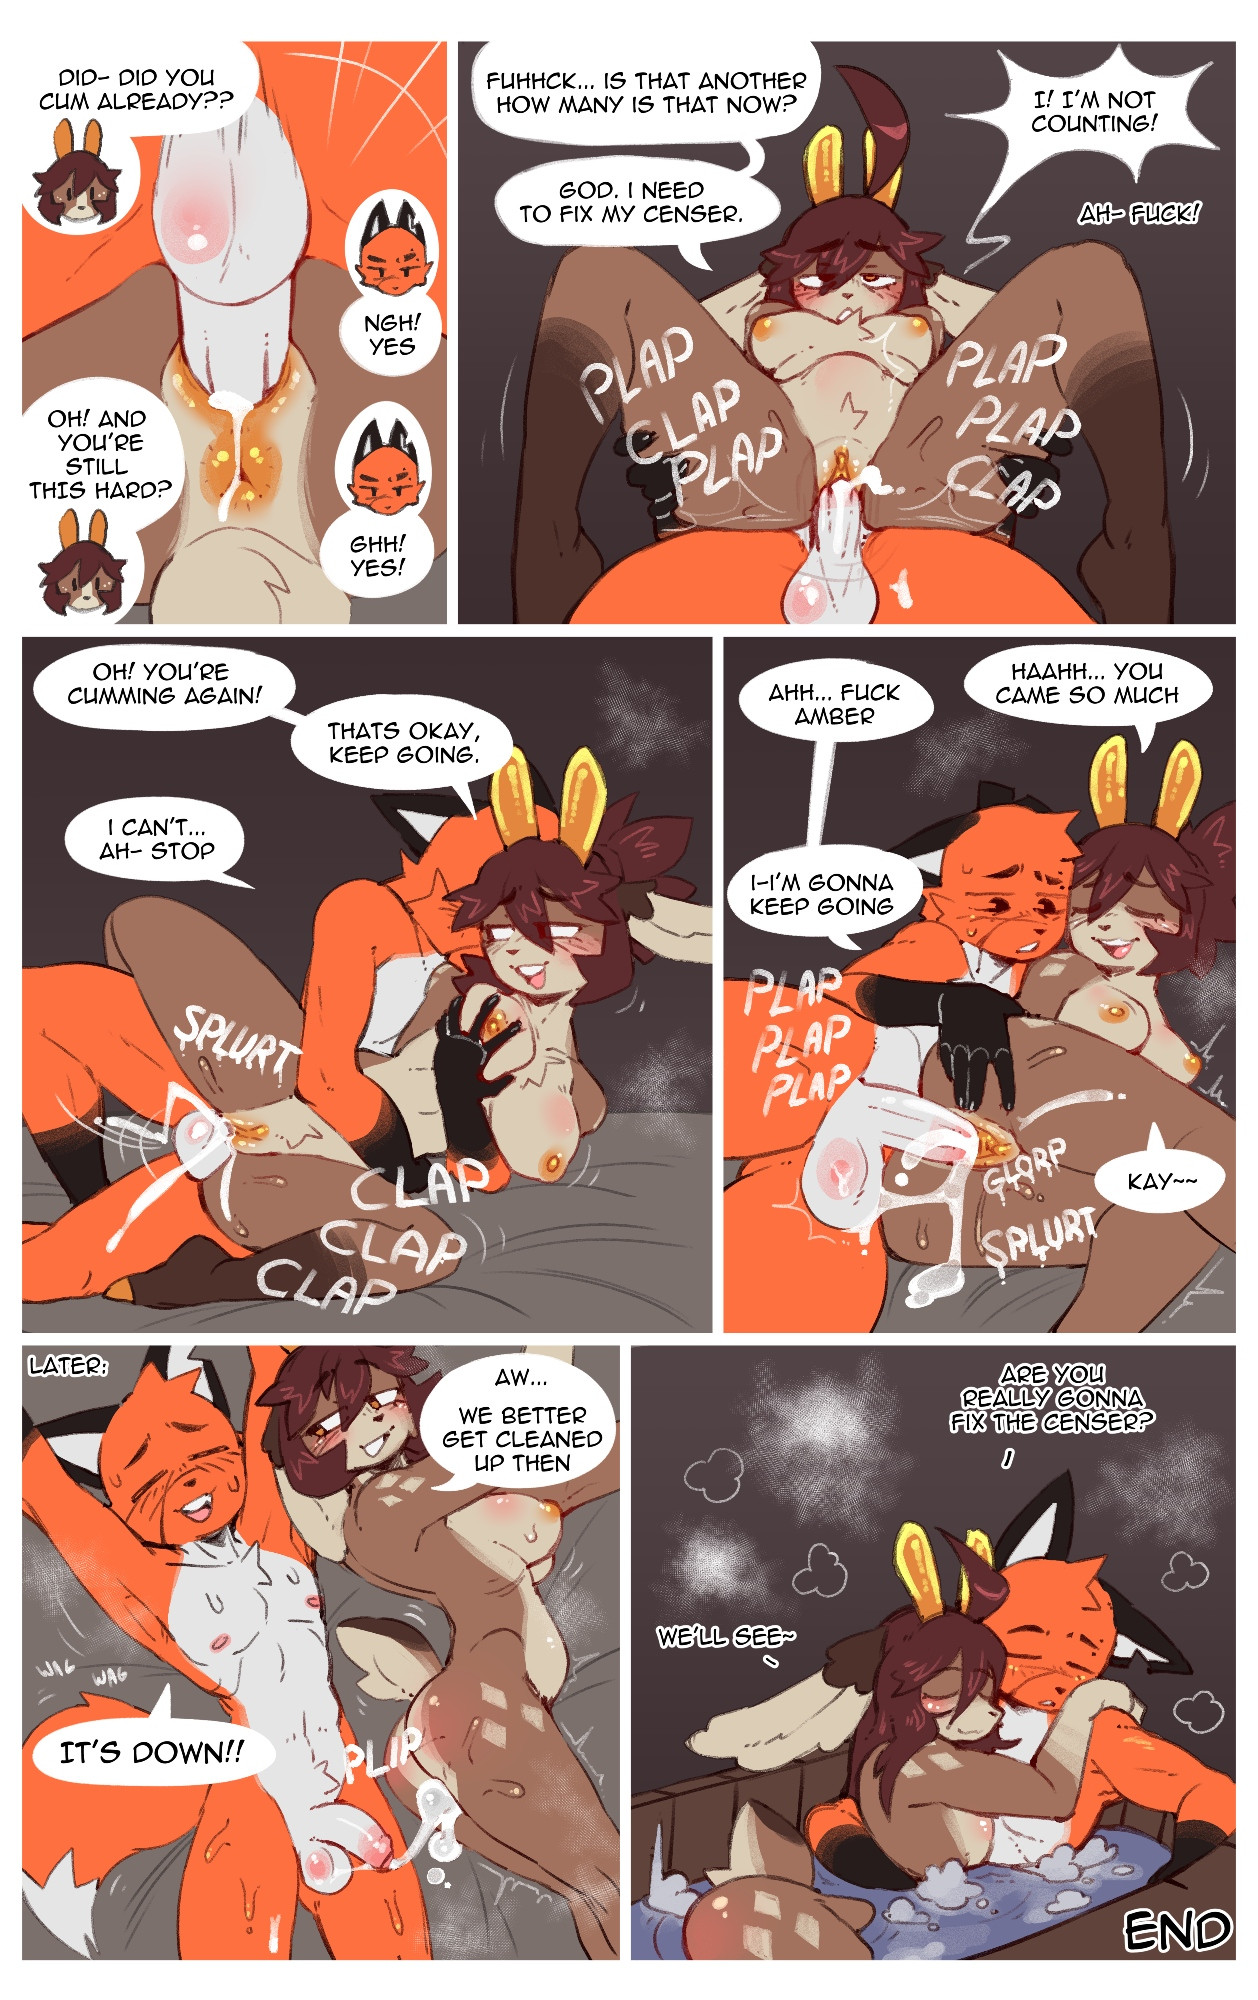 DID- DID YOU
CUM ALREADY??
NGH!
YES
OH! AND
YOU'RE
STILL
THIS HARD?
GHH!
YES!
FUHHCK... IS THAT ANOTHER
HOW MANY IS THAT NOW?
GOD. I NEED
TO FIX MY CENSER.
I! I'M NOT
COUNTING!
AH- FUCK!
PLAP
CLAP
PLAP
PLAP
PLAP
CLAP
OH! YOU'RE
CUMMING AGAIN!
THATS OKAY,
KEEP GOING.
I CAN'T...
AH- STOP
SPLURT
CLAP
CLAP
CLAP
AHH... FUCK
AMBER
HAAHH... YOU
CAME SO MUCH
I-I'M GONNA
KEEP GOING
PLAP
PLAP
PLAP
GLORP
SPLURT
KAY~~
LATER:
AW...
WE BETTER
GET CLEANED
UP THEN
WAG
WAG
IT'S DOWN!!
PLIP
ARE YOU
REALLY GONNA
FIX THE CENSER?
WE'LL SEE~
END